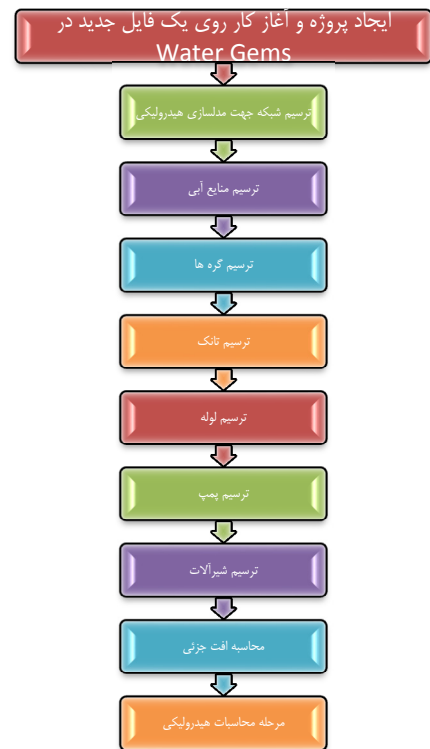 ایجاد پروژه و آغاز کار روی یک فایل جدید در
Water Gems
ترسیم شبکه جهت مدلسازی هیدرولیکی
ترسیم منابع آبی
ترسیم گره ها
ترسیم تانک
ترسیم لوله
ترسیم پمپ
ترسیم شیرآلات
محاسبه افت جزئی
مرحله محاسبات هیدرولیکی